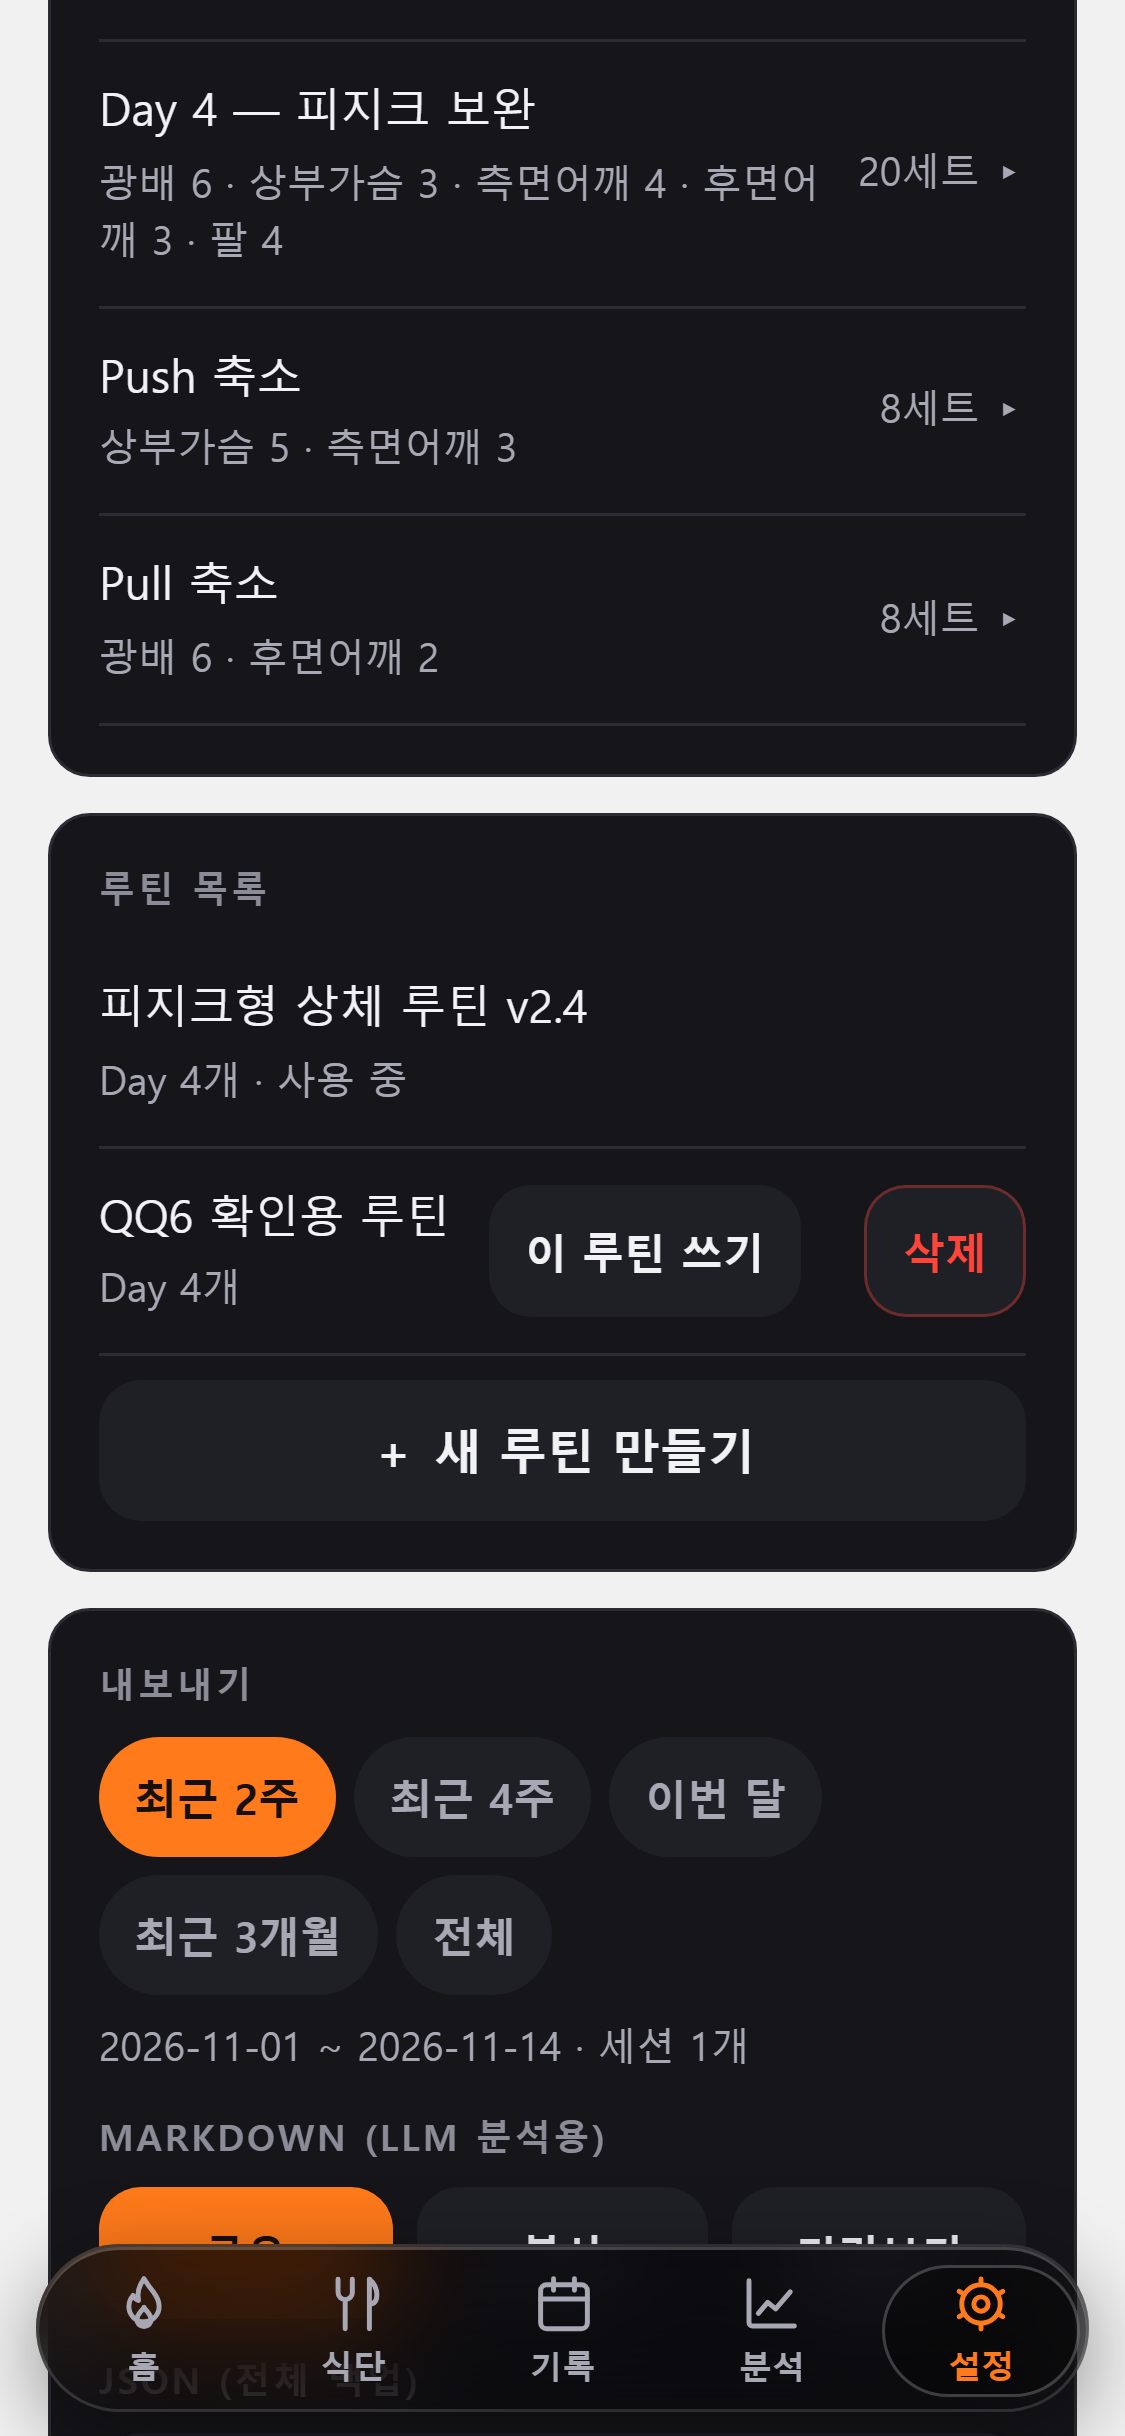 Day 4 — 피지크 보완
광배 6 · 상부가슴 3 · 측면어깨 4 · 후면어
깨 3 · 팔 4
20세트 ▸
Push 축소
상부가슴 5 · 측면어깨 3
8세트 ▸
Pull 축소
광배 6 · 후면어깨 2
8세트 ▸
루틴 목록
피지크형 상체 루틴 v2.4
Day 4개 · 사용 중
QQ6 확인용 루틴
Day 4개
이 루틴 쓰기
삭제
+ 새 루틴 만들기
내보내기
최근 2주
최근 4주
이번 달
최근 3개월
전체
2026-11-01 ~ 2026-11-14 · 세션 1개
MARKDOWN (LLM 분석용)
JSON (전체 백업)
홈
식단
기록
분석
설정